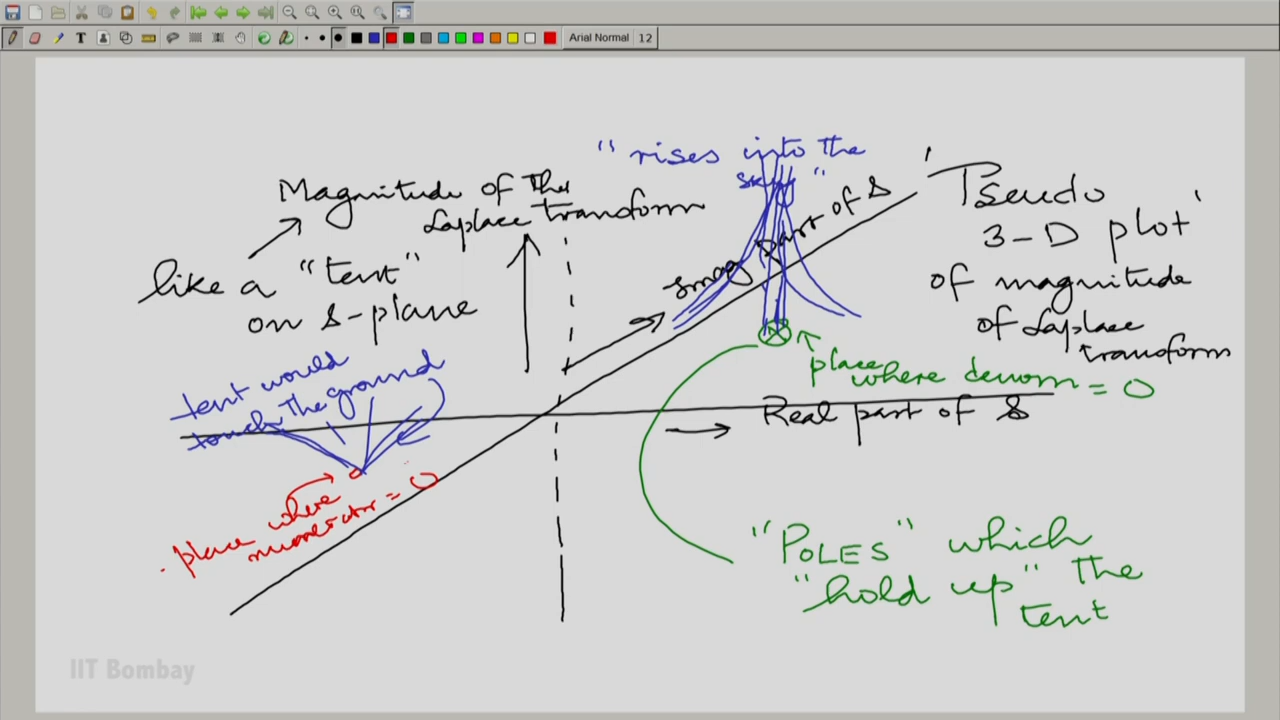 Arial Normal 12
"rises into the
sky"
Magnitude of the
Laplace transform
like a "tent"
on s-plane
Imag part of s
'Pseudo
3-D plot'
of magnitude
of Laplace
transform
tent would
touch the ground
place
where denom = 0
Real part of s
place where
numerator = 0
"POLES" which
"hold up" the
tent
IIT Bombay